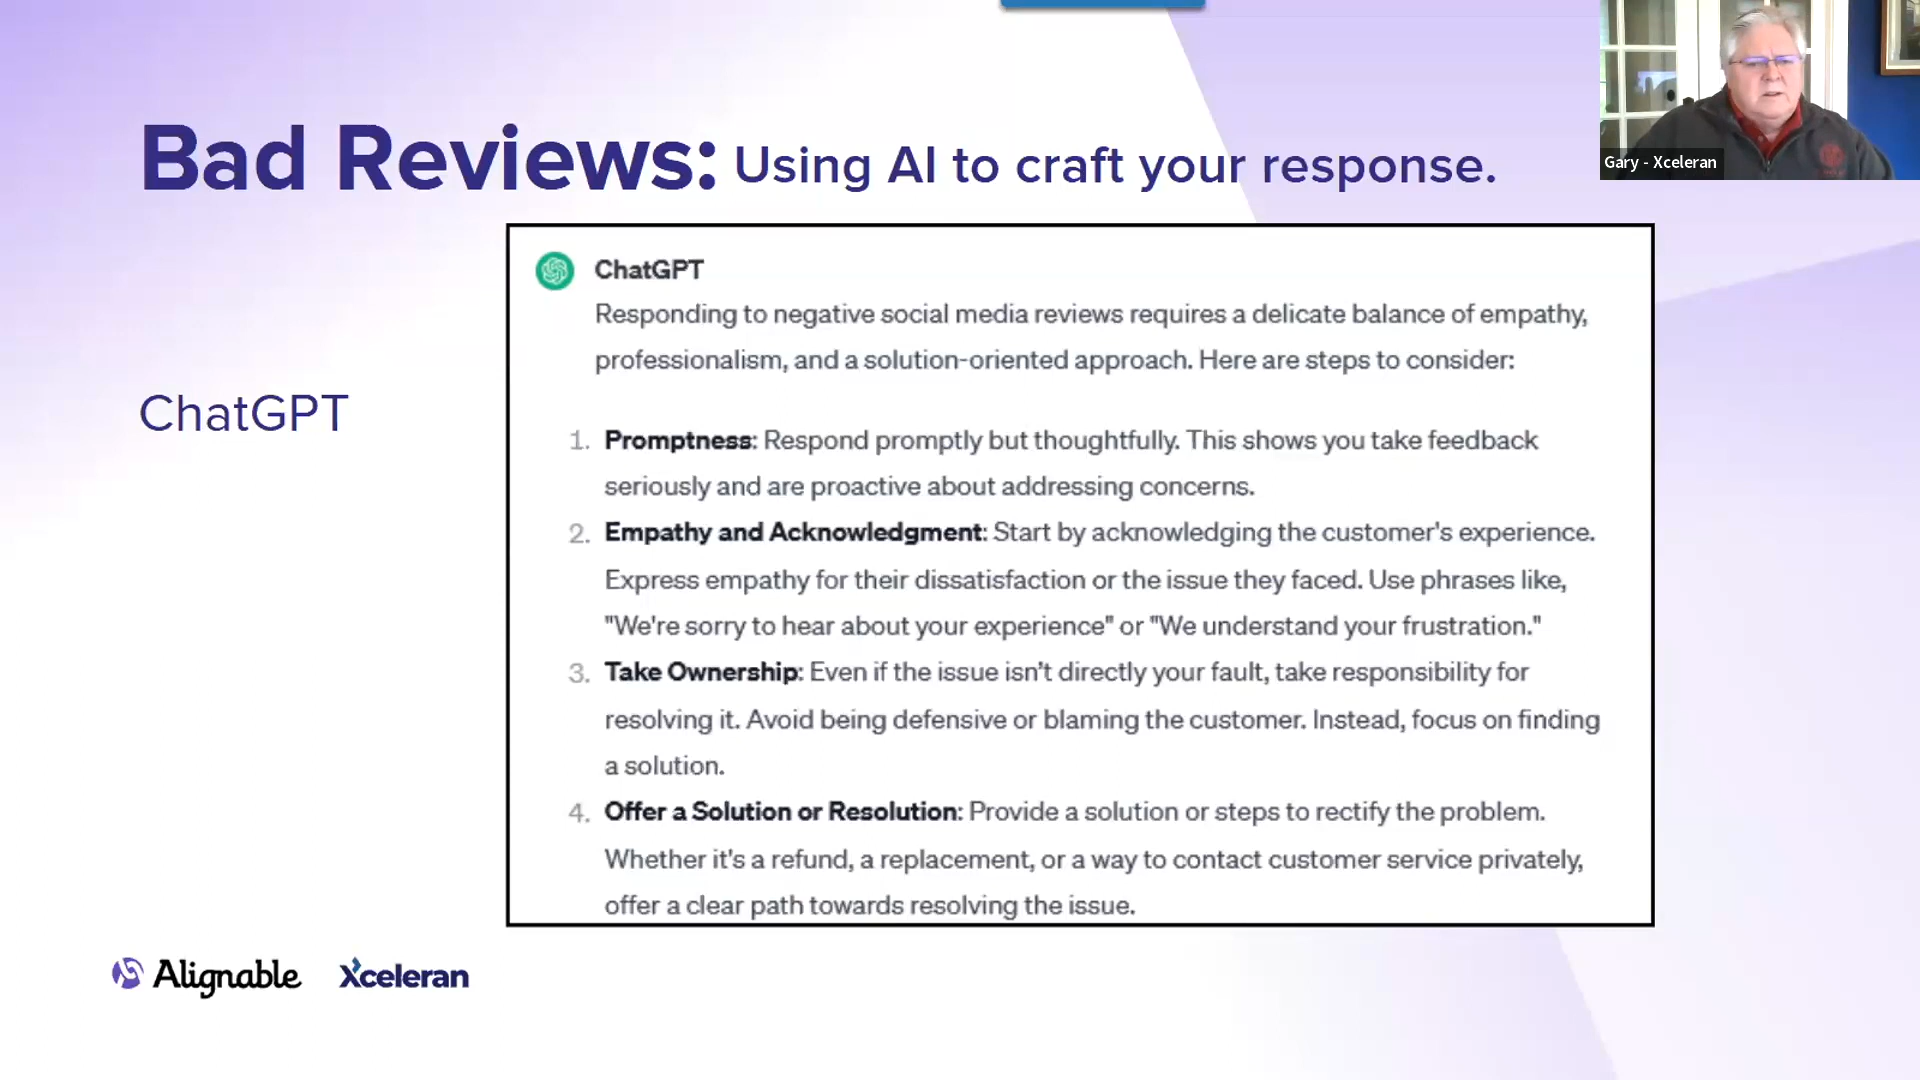 Bad Reviews: Using AI to craft your response.
Gary - Xceleran
ChatGPT
ChatGPT
Responding to negative social media reviews requires a delicate balance of empathy,
professionalism, and a solution-oriented approach. Here are steps to consider:
1. Promptness: Respond promptly but thoughtfully. This shows you take feedback
seriously and are proactive about addressing concerns.
2. Empathy and Acknowledgment: Start by acknowledging the customer's experience.
Express empathy for their dissatisfaction or the issue they faced. Use phrases like,
"We're sorry to hear about your experience" or "We understand your frustration."
3. Take Ownership: Even if the issue isn't directly your fault, take responsibility for
resolving it. Avoid being defensive or blaming the customer. Instead, focus on finding
a solution.
4. Offer a Solution or Resolution: Provide a solution or steps to rectify the problem.
Whether it's a refund, a replacement, or a way to contact customer service privately,
offer a clear path towards resolving the issue.
Alignable
Xceleran